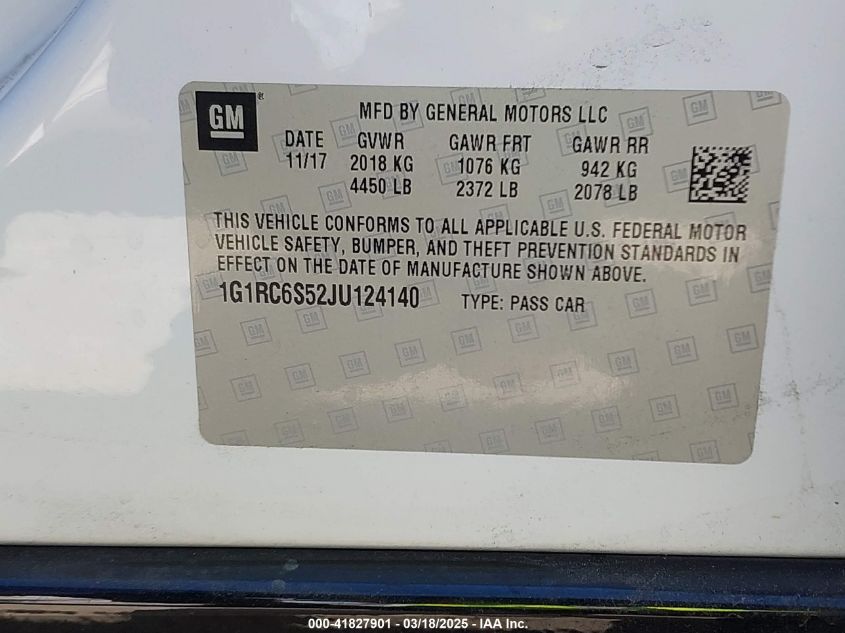 GM
MFD BY GENERAL MOTORS LLC
DATE GVWR GAWR FRT GAWR RR
11/17 2018 KG 1076 KG 942 KG
4450 LB 2372 LB 2078 LB
THIS VEHICLE CONFORMS TO ALL APPLICABLE U.S. FEDERAL MOTOR
VEHICLE SAFETY, BUMPER, AND THEFT PREVENTION STANDARDS IN
EFFECT ON THE DATE OF MANUFACTURE SHOWN ABOVE.
1G1RC6S52JU124140 TYPE: PASS CAR
000-41827901 - 03/18/2025 - IAA Inc.